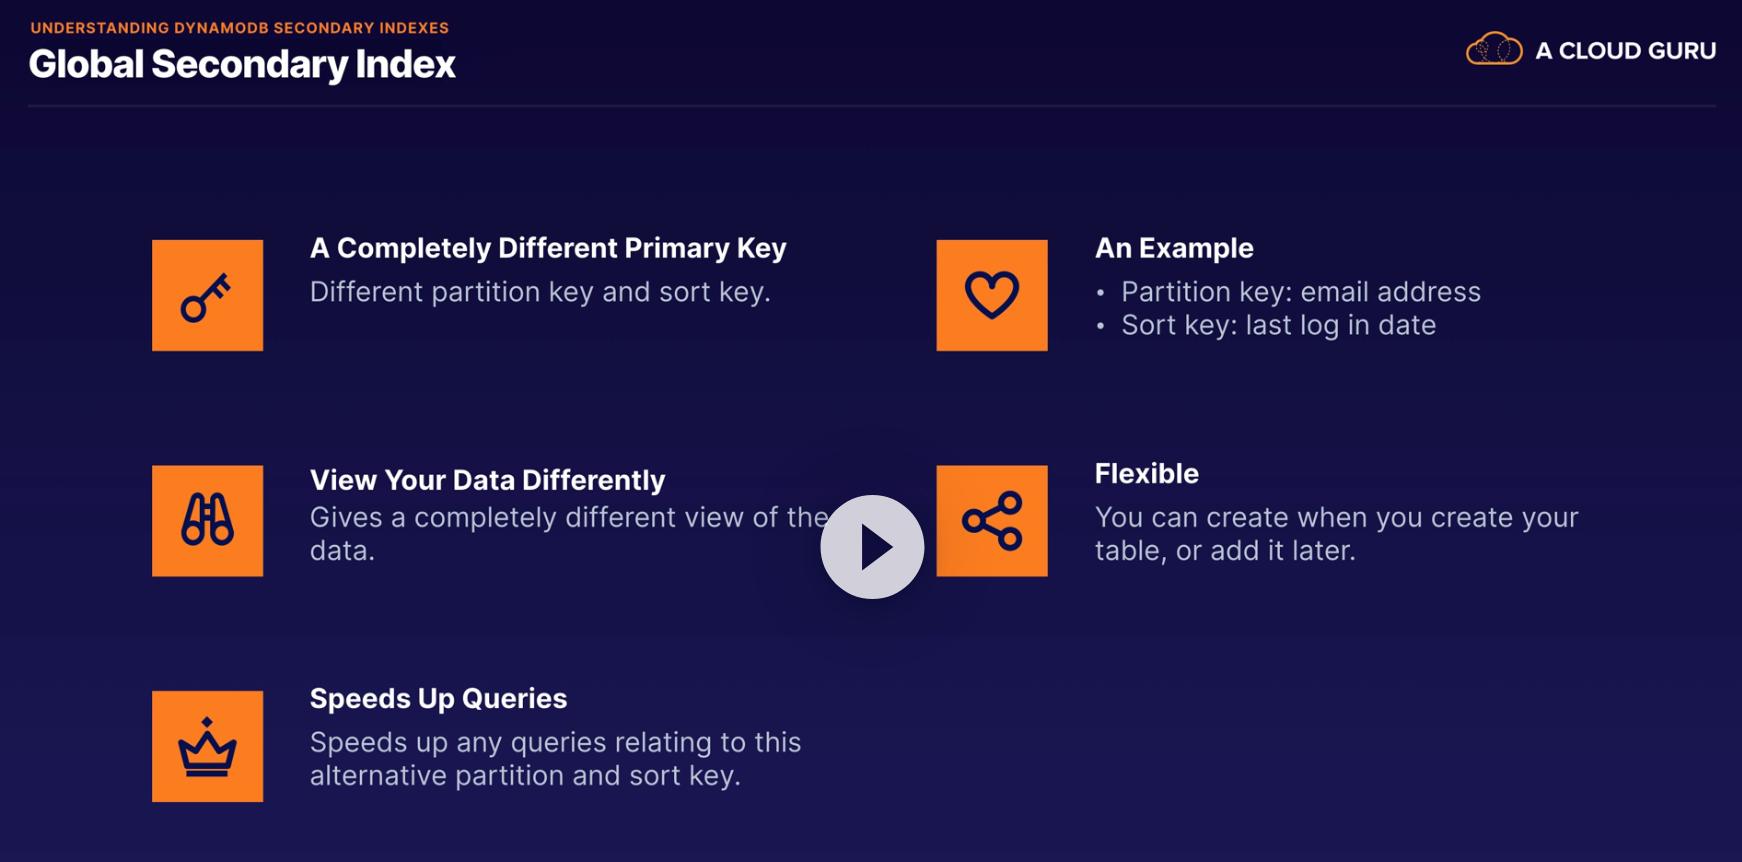 UNDERSTANDING DYNAMODB SECONDARY INDEXES
Global Secondary Index
A CLOUD GURU
A Completely Different Primary Key
Different partition key and sort key.
An Example
• Partition key: email address
• Sort key: last log in date
View Your Data Differently
Gives a completely different view of the
data.
Flexible
You can create when you create your
table, or add it later.
Speeds Up Queries
Speeds up any queries relating to this
alternative partition and sort key.